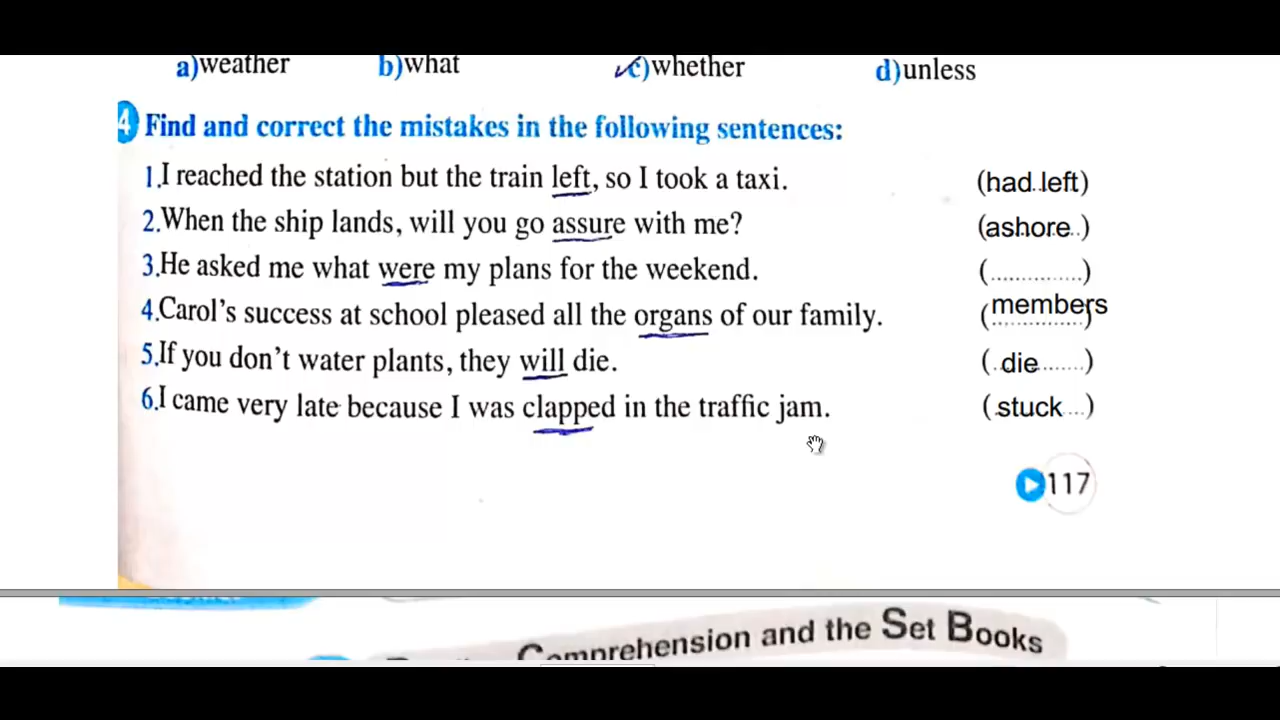 a)weather b)what c)whether d)unless
4 Find and correct the mistakes in the following sentences:
1.I reached the station but the train left, so I took a taxi. (had..left)
2.When the ship lands, will you go assure with me? (ashore..)
3.He asked me what were my plans for the weekend. (..............)
4.Carol's success at school pleased all the organs of our family. (members)
5.If you don't water plants, they will die. (.die.......)
6.I came very late because I was clapped in the traffic jam. (.stuck...)
117
Comprehension and the Set Books